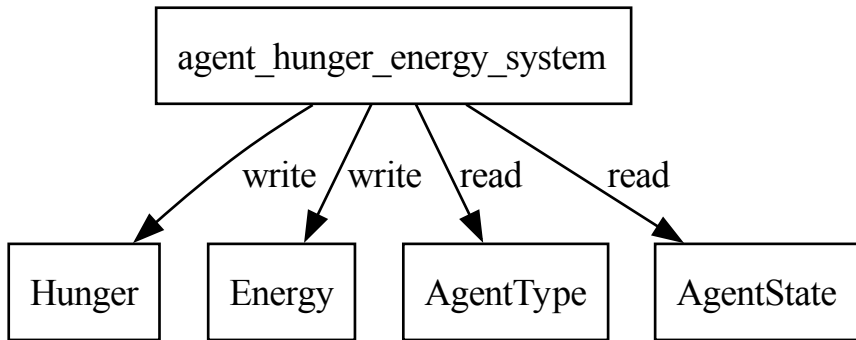 agent_hunger_energy_system
write write read read
Hunger Energy AgentType AgentState